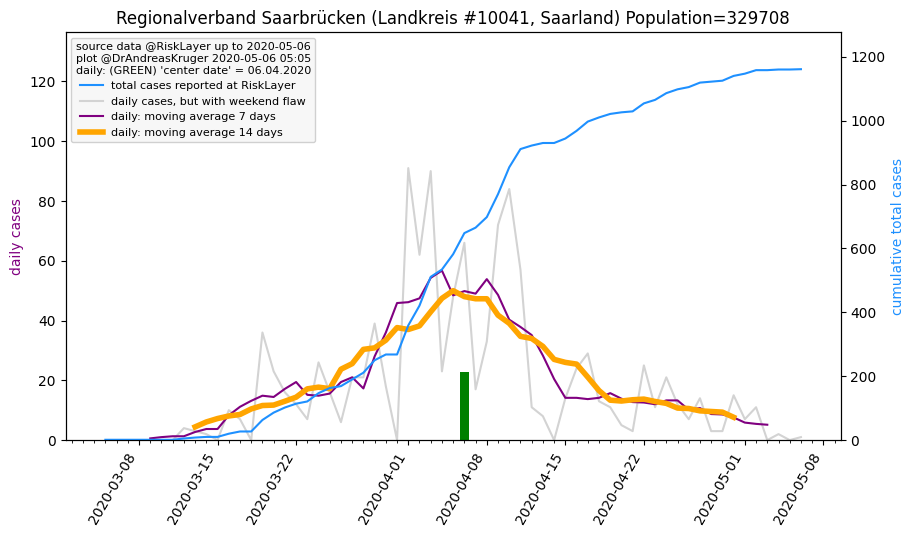 Regionalverband Saarbrücken (Landkreis #10041, Saarland) Population=329708
source data @RiskLayer up to 2020-05-06
plot @DrAndreasKruger 2020-05-06 05:05
daily: (GREEN) 'center date' = 06.04.2020
total cases reported at RiskLayer
daily cases, but with weekend flaw
daily: moving average 7 days
daily: moving average 14 days
daily cases
0
20
40
60
80
100
120
cumulative total cases
0
200
400
600
800
1000
1200
2020-03-08
2020-03-15
2020-03-22
2020-04-01
2020-04-08
2020-04-15
2020-04-22
2020-05-01
2020-05-08